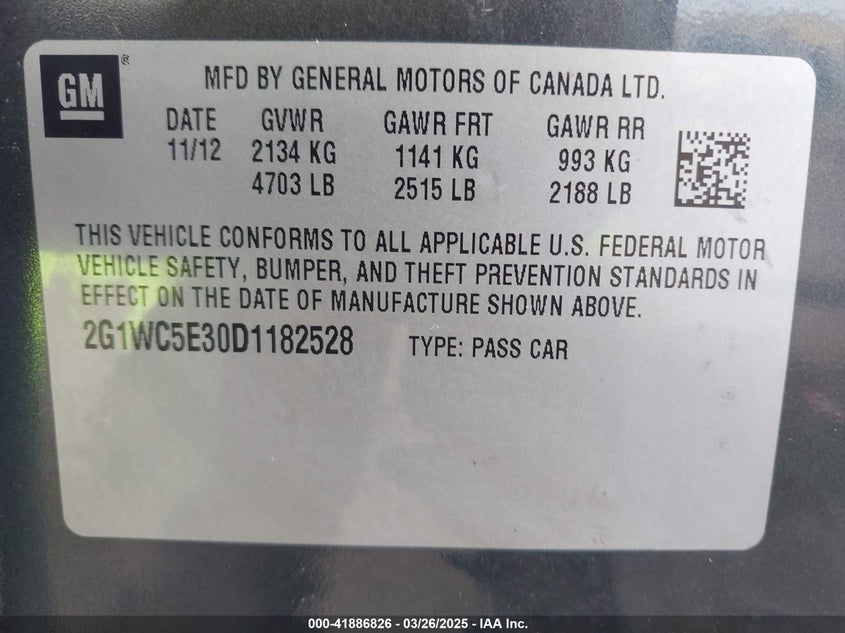 GM
®
MFD BY GENERAL MOTORS OF CANADA LTD.
DATE GVWR GAWR FRT GAWR RR
11/12 2134 KG 1141 KG 993 KG
4703 LB 2515 LB 2188 LB
THIS VEHICLE CONFORMS TO ALL APPLICABLE U.S. FEDERAL MOTOR
VEHICLE SAFETY, BUMPER, AND THEFT PREVENTION STANDARDS IN
EFFECT ON THE DATE OF MANUFACTURE SHOWN ABOVE.
2G1WC5E30D1182528 TYPE: PASS CAR
000-41886826 - 03/26/2025 - IAA Inc.